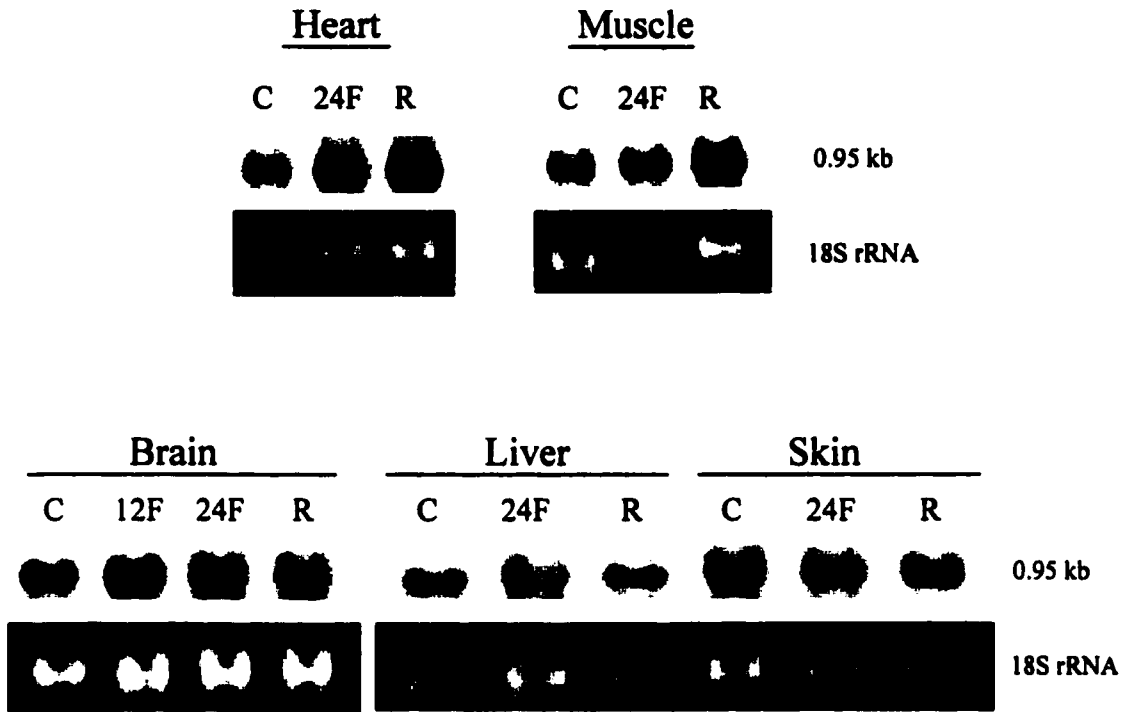 Heart Muscle
C 24F R C 24F R
0.95 kb
18S rRNA
Brain Liver Skin
C 12F 24F R C 24F R C 24F R
0.95 kb
18S rRNA